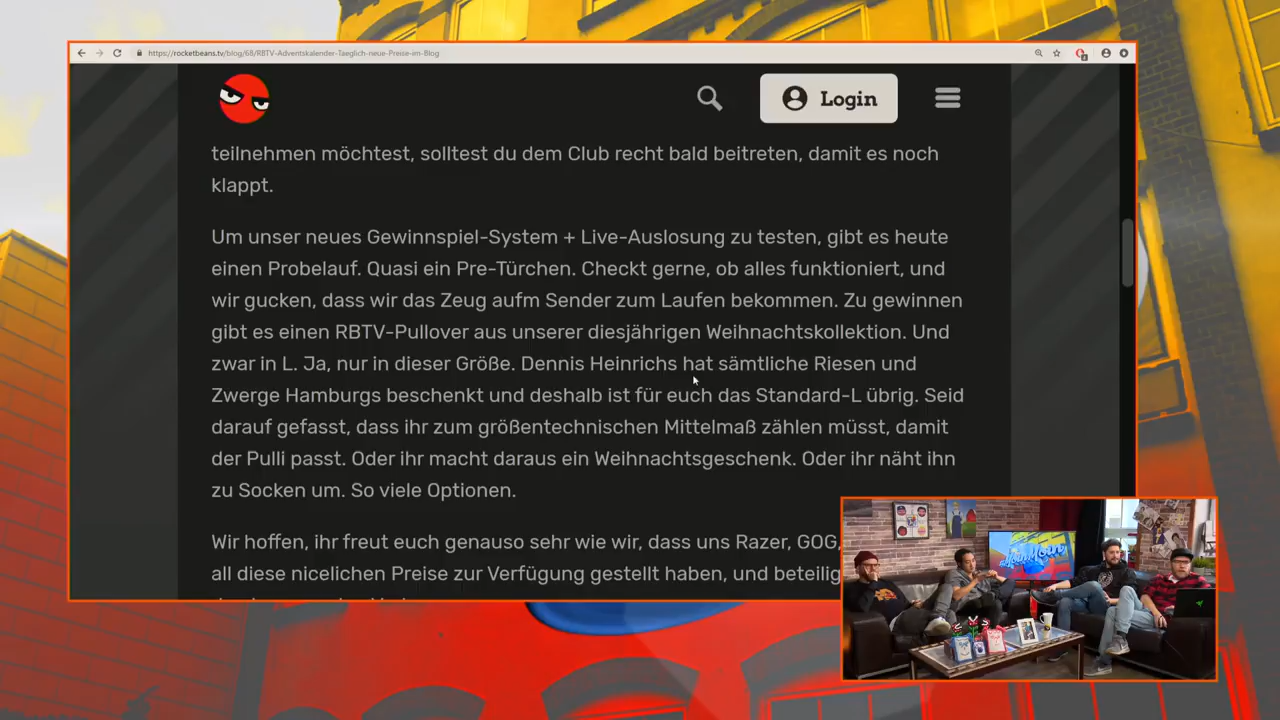 https://rocketbeans.tv/blog/68/RBTV-Adventskalender-Taeglich-neue-Preise-im-Blog
Login
teilnehmen möchtest, solltest du dem Club recht bald beitreten, damit es noch
klappt.
Um unser neues Gewinnspiel-System + Live-Auslosung zu testen, gibt es heute
einen Probelauf. Quasi ein Pre-Türchen. Checkt gerne, ob alles funktioniert, und
wir gucken, dass wir das Zeug aufm Sender zum Laufen bekommen. Zu gewinnen
gibt es einen RBTV-Pullover aus unserer diesjährigen Weihnachtskollektion. Und
zwar in L. Ja, nur in dieser Größe. Dennis Heinrichs hat sämtliche Riesen und
Zwerge Hamburgs beschenkt und deshalb ist für euch das Standard-L übrig. Seid
darauf gefasst, dass ihr zum größentechnischen Mittelmaß zählen müsst, damit
der Pulli passt. Oder ihr macht daraus ein Weihnachtsgeschenk. Oder ihr näht ihn
zu Socken um. So viele Optionen.
Wir hoffen, ihr freut euch genauso sehr wie wir, dass uns Razer, GOG,
all diese nicelichen Preise zur Verfügung gestellt haben, und beteilig
MoinMoin